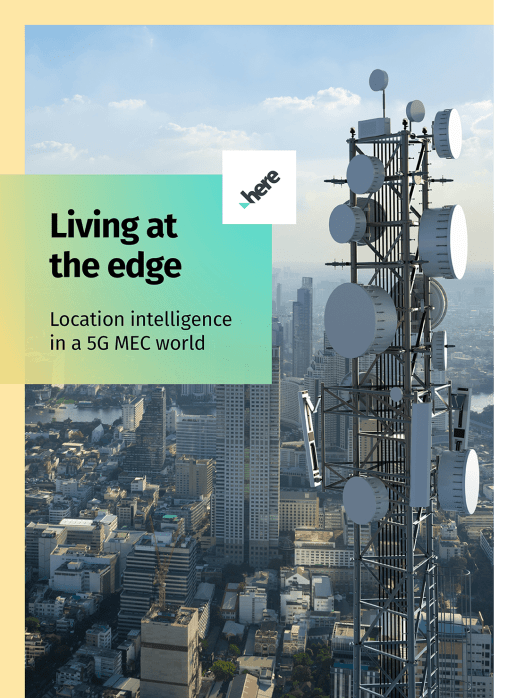 here
Living at
the edge
Location intelligence
in a 5G MEC world